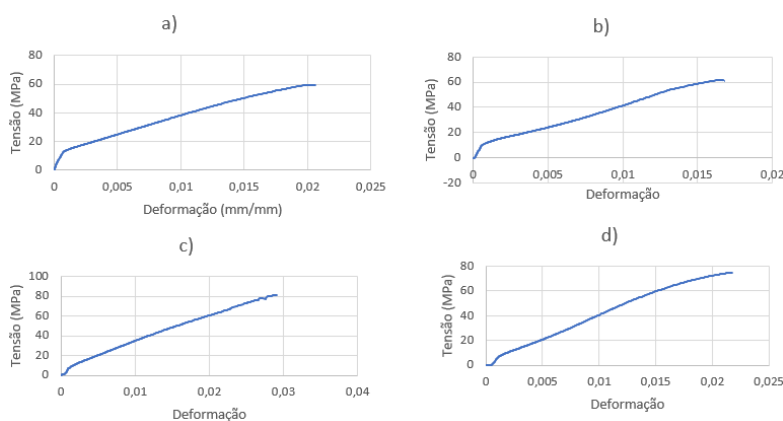 a)
80
60
40
20
0
Tensão (MPa)
0 0,005 0,01 0,015 0,02 0,025
Deformação (mm/mm)
b)
80
60
40
20
0
-20
Tensão (MPa)
0 0,005 0,01 0,015 0,02
Deformação
c)
100
80
60
40
20
0
Tensão (MPa)
0 0,01 0,02 0,03 0,04
Deformação
d)
80
60
40
20
0
Tensão (MPa)
0 0,005 0,01 0,015 0,02 0,025
Deformação